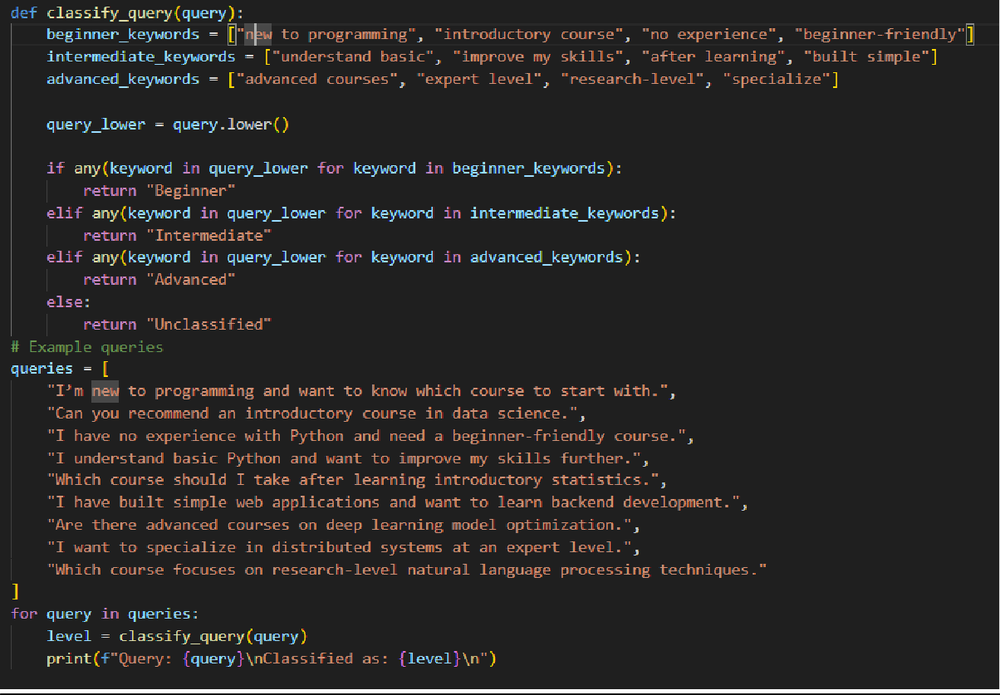 def classify_query(query):
    beginner_keywords = ["new to programming", "introductory course", "no experience", "beginner-friendly"]
    intermediate_keywords = ["understand basic", "improve my skills", "after learning", "built simple"]
    advanced_keywords = ["advanced courses", "expert level", "research-level", "specialize"]

    query_lower = query.lower()

    if any(keyword in query_lower for keyword in beginner_keywords):
        return "Beginner"
    elif any(keyword in query_lower for keyword in intermediate_keywords):
        return "Intermediate"
    elif any(keyword in query_lower for keyword in advanced_keywords):
        return "Advanced"
    else:
        return "Unclassified"
# Example queries
queries = [
    "I’m new to programming and want to know which course to start with.",
    "Can you recommend an introductory course in data science.",
    "I have no experience with Python and need a beginner-friendly course.",
    "I understand basic Python and want to improve my skills further.",
    "Which course should I take after learning introductory statistics.",
    "I have built simple web applications and want to learn backend development.",
    "Are there advanced courses on deep learning model optimization.",
    "I want to specialize in distributed systems at an expert level.",
    "Which course focuses on research-level natural language processing techniques."
]
for query in queries:
    level = classify_query(query)
    print(f"Query: {query}\nClassified as: {level}\n")